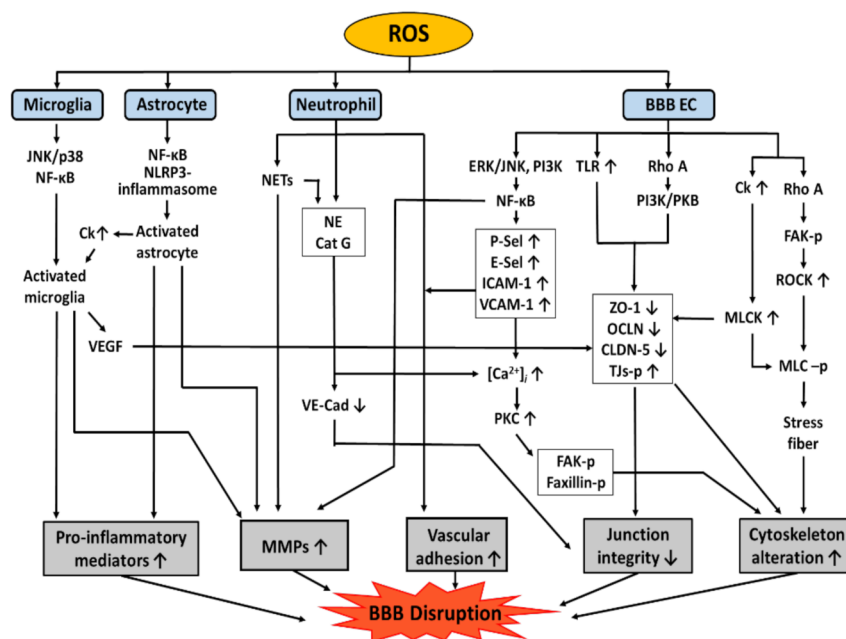 ROS
Microglia
Astrocyte
Neutrophil
BBB EC
JNK/p38
NF-κB
NF-κB
NLRP3-
inflammasome
NETs
ERK/JNK, PI3K
NF-κB
TLR ↑
Rho A
PI3K/PKB
Ck ↑
Rho A
FAK-p
ROCK ↑
Ck↑
Activated
astrocyte
NE
Cat G
P-Sel ↑
E-Sel ↑
ICAM-1 ↑
VCAM-1 ↑
Activated
microglia
VEGF
ZO-1 ↓
OCLN ↓
CLDN-5 ↓
TJs-p ↑
MLCK ↑
MLC –p
[Ca²⁺]ᵢ ↑
VE-Cad ↓
PKC ↑
Stress
fiber
FAK-p
Faxillin-p
Pro-inflammatory
mediators ↑
MMPs ↑
Vascular
adhesion ↑
Junction
integrity ↓
Cytoskeleton
alteration ↑
BBB Disruption